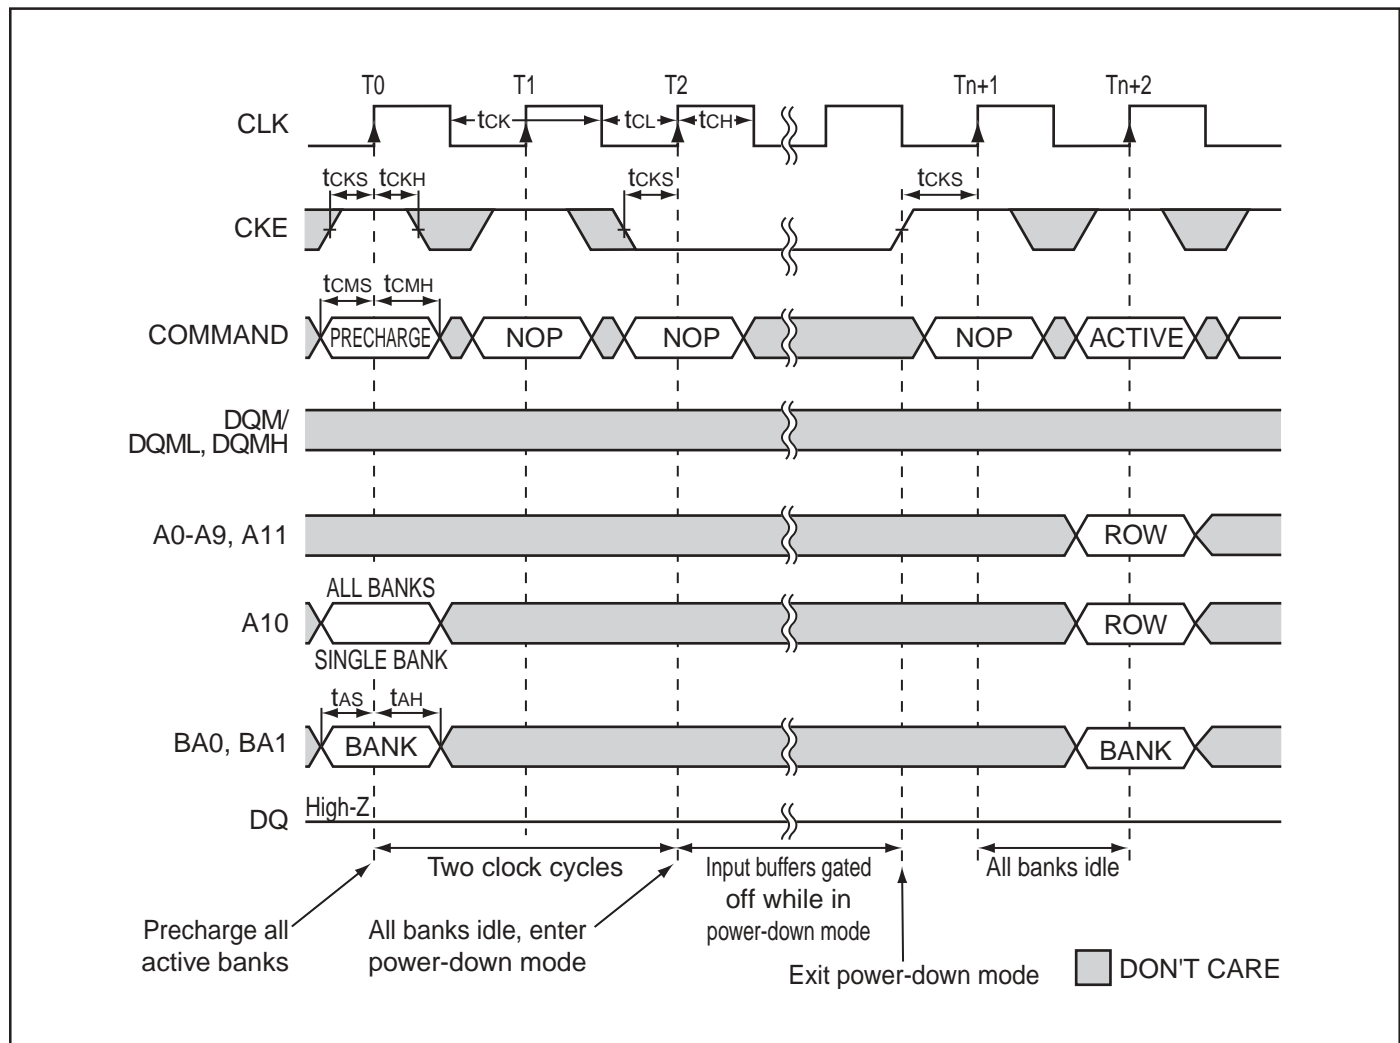 T0 T1 T2 Tn+1 Tn+2
CLK tCK tCL tCH
tCKS tCKH tCKS tCKS
CKE
tCMS tCMH
COMMAND PRECHARGE NOP NOP NOP ACTIVE
DQM/
DQML, DQMH
A0-A9, A11 ROW
ALL BANKS
A10 ROW
SINGLE BANK
tAS tAH
BA0, BA1 BANK BANK
DQ High-Z
Two clock cycles
Input buffers gated
off while in
power-down mode
All banks idle
Precharge all
active banks
All banks idle, enter
power-down mode
Exit power-down mode
DON'T CARE